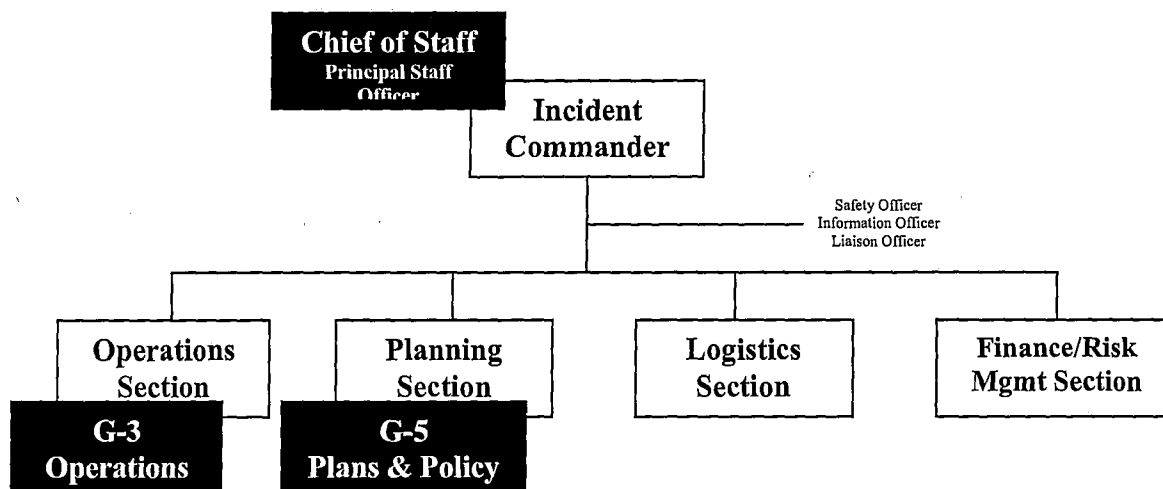 Chief of Staff
Principal Staff
Officer
Incident
Commander
Safety Officer
Information Officer
Liaison Officer
Operations
Section
Planning
Section
Logistics
Section
Finance/Risk
Mgmt Section
G-3
Operations
G-5
Plans & Policy